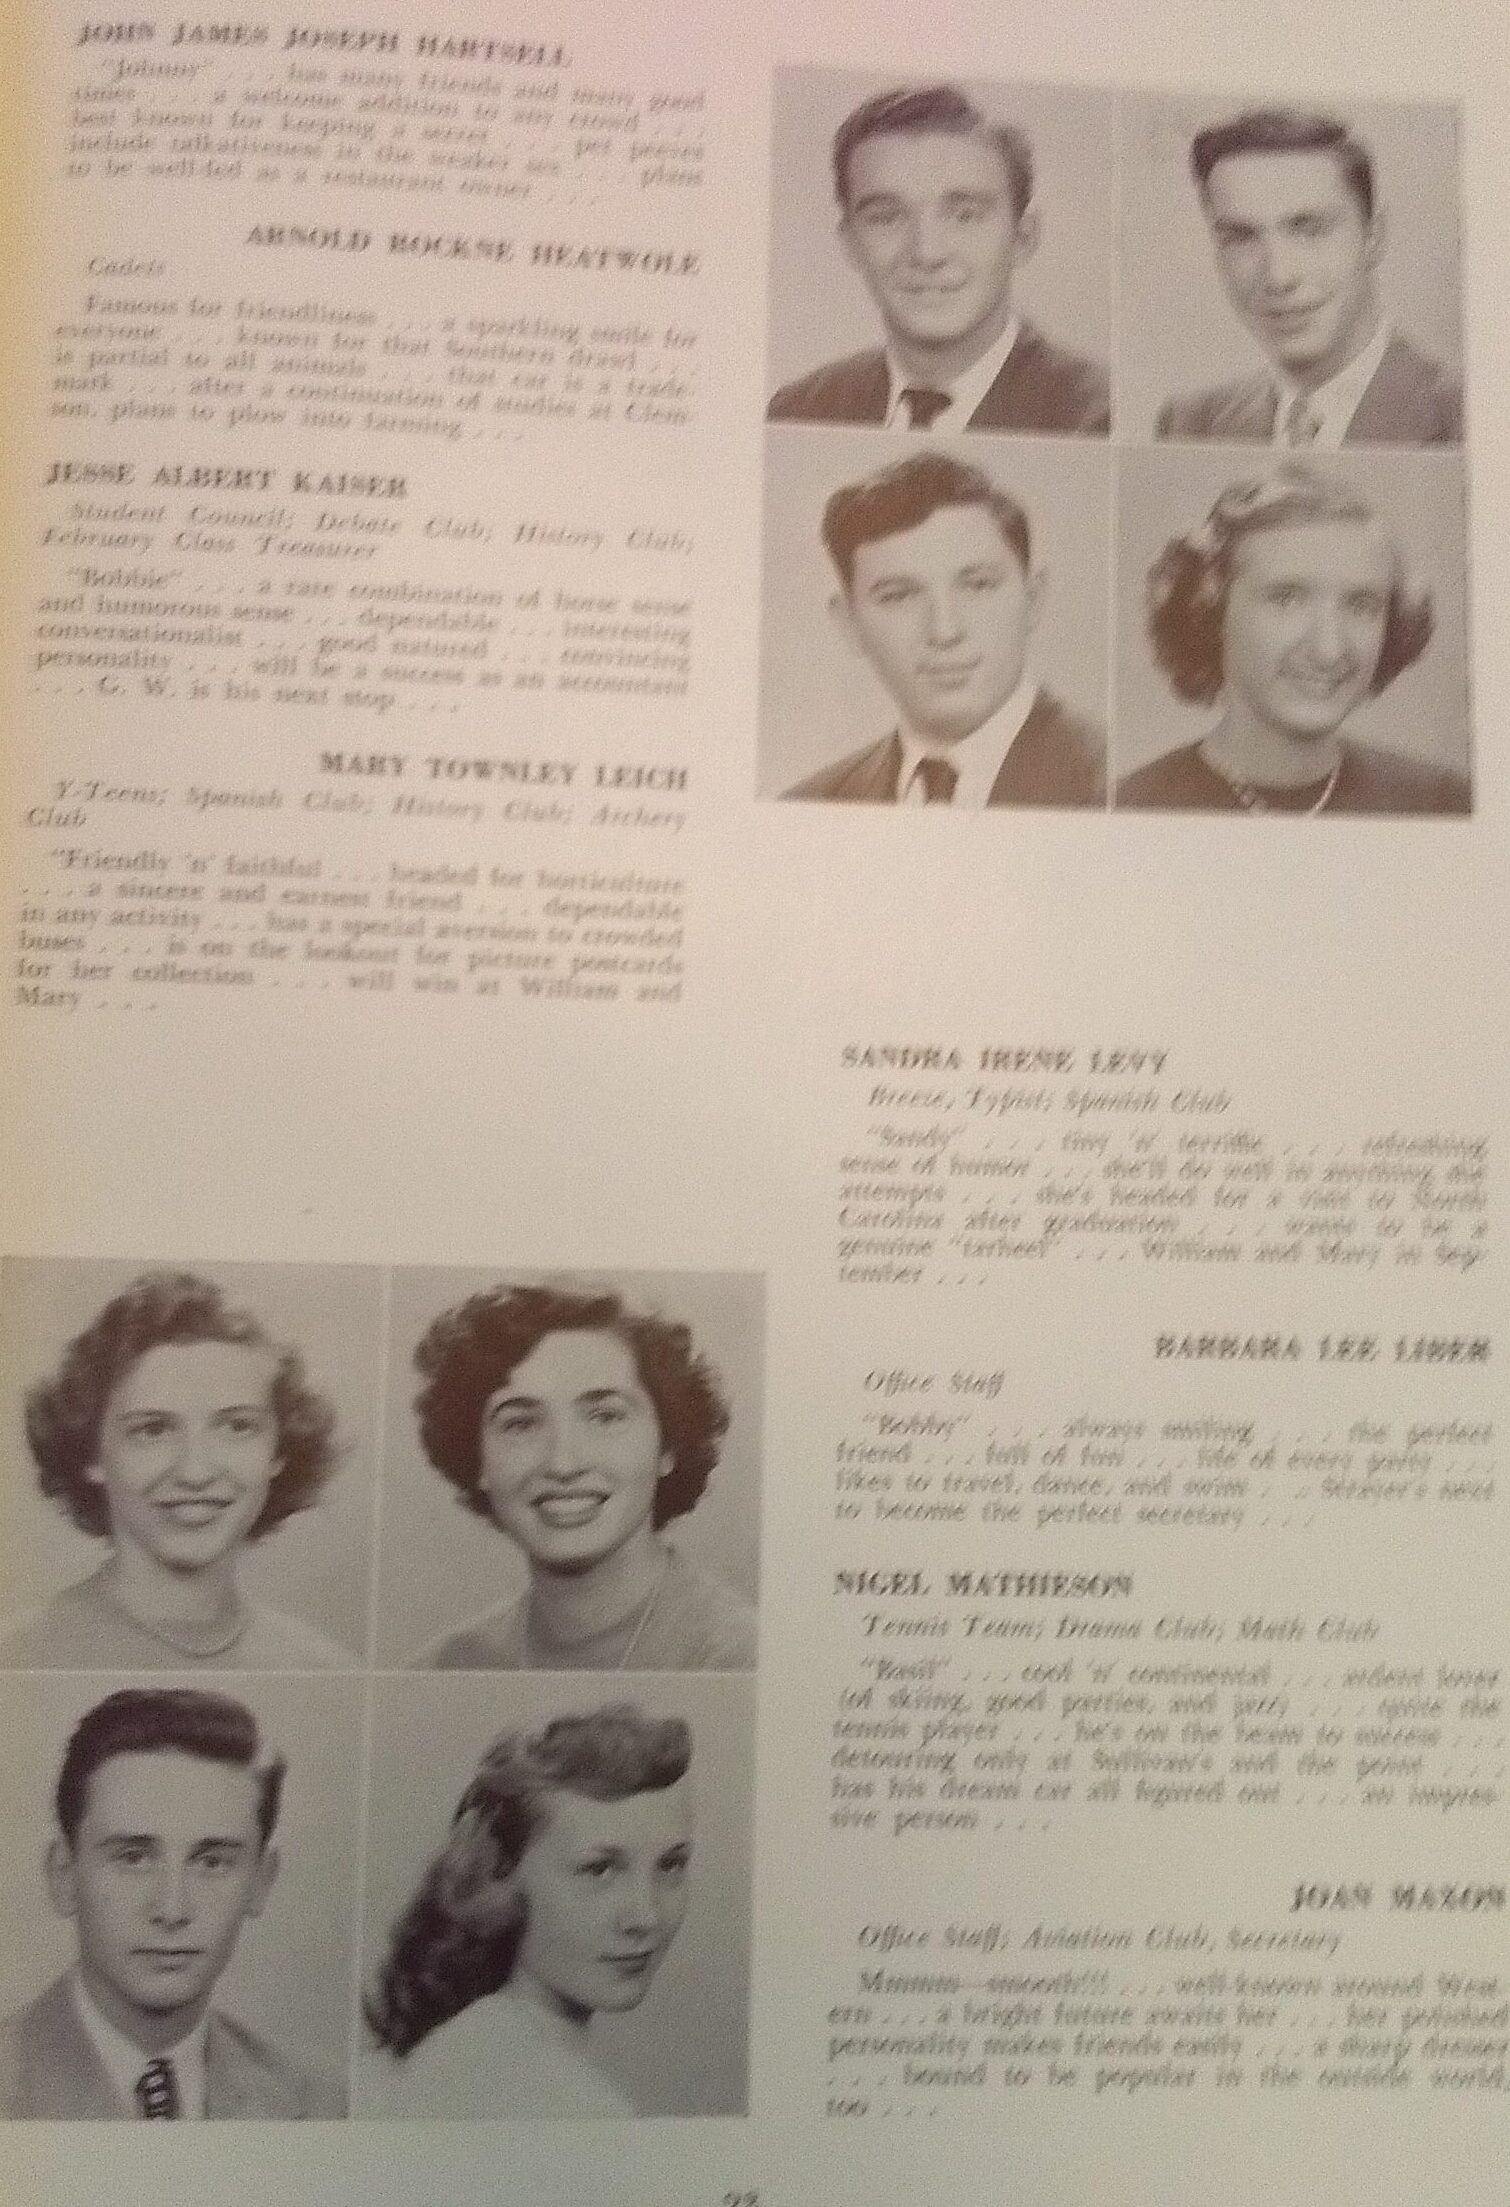 JOHN JAMES JOSEPH HARTSELL
"Johnny" . . . has many friends and many good
times . . . a welcome addition to any crowd . . .
best known for keeping a secret . . . pet peeves
include talkativeness in the weaker sex . . . plans
to be well-fed as a restaurant owner . . .
ARNOLD ROCKNE HEATWOLE
Cadets
Famous for friendliness . . . a sparkling smile for
everyone . . . known for that Southern drawl . . .
is partial to all animals . . . that car is a trade-
mark . . . after a continuation of studies at Clem-
son, plans to plow into farming . . .
JESSE ALBERT KAISER
Student Council; Debate Club; History Club;
February Class Treasurer
"Bobbie" . . . a rare combination of horse sense
and humorous sense . . . dependable . . . interesting
conversationalist . . . good natured . . . convincing
personality . . . will be a success as an accountant
. . . G. W. is his next stop . . .
MARY TOWNLEY LEICH
Y-Teens; Spanish Club; History Club; Archery
Club
"Friendly 'n' faithful . . . headed for horticulture
. . . a sincere and earnest friend . . . dependable
in any activity . . . has a special aversion to crowded
buses . . . is on the lookout for picture postcards
for her collection . . . will win at William and
Mary . . .
SANDRA IRENE LEVY
Breeze, Typist; Spanish Club
"Sandy" . . . tiny 'n' terrific . . . refreshing
sense of humor . . . she'll do well in anything she
attempts . . . she's headed for a visit to North
Carolina after graduation . . . wants to be a
genuine "tarheel" . . . William and Mary in Sep-
tember . . .
BARBARA LEE LIBER
Office Staff
"Bobby" . . . always smiling . . . the perfect
friend . . . full of fun . . . life of every party . . .
likes to travel, dance, and swim . . . Strayer's next
to become the perfect secretary . . .
NIGEL MATHIESON
Tennis Team; Drama Club; Math Club
"Basil" . . . cool 'n' continental . . . ardent lover
of skiing, good parties, and jazz . . . quite the
tennis player . . . he's on the beam to success . . .
detouring only at Sullivan's and the . . .
has his dream car all figured out . . . an impres-
sive person . . .
JOAN MAXON
Office Staff; Aviation Club, Secretary
Mmmm—smooth!!! . . . well-known around West-
ern . . . a bright future awaits her . . . her polished
personality makes friends easily . . . a sharp dresser
. . . bound to be popular in the outside world,
too . . .